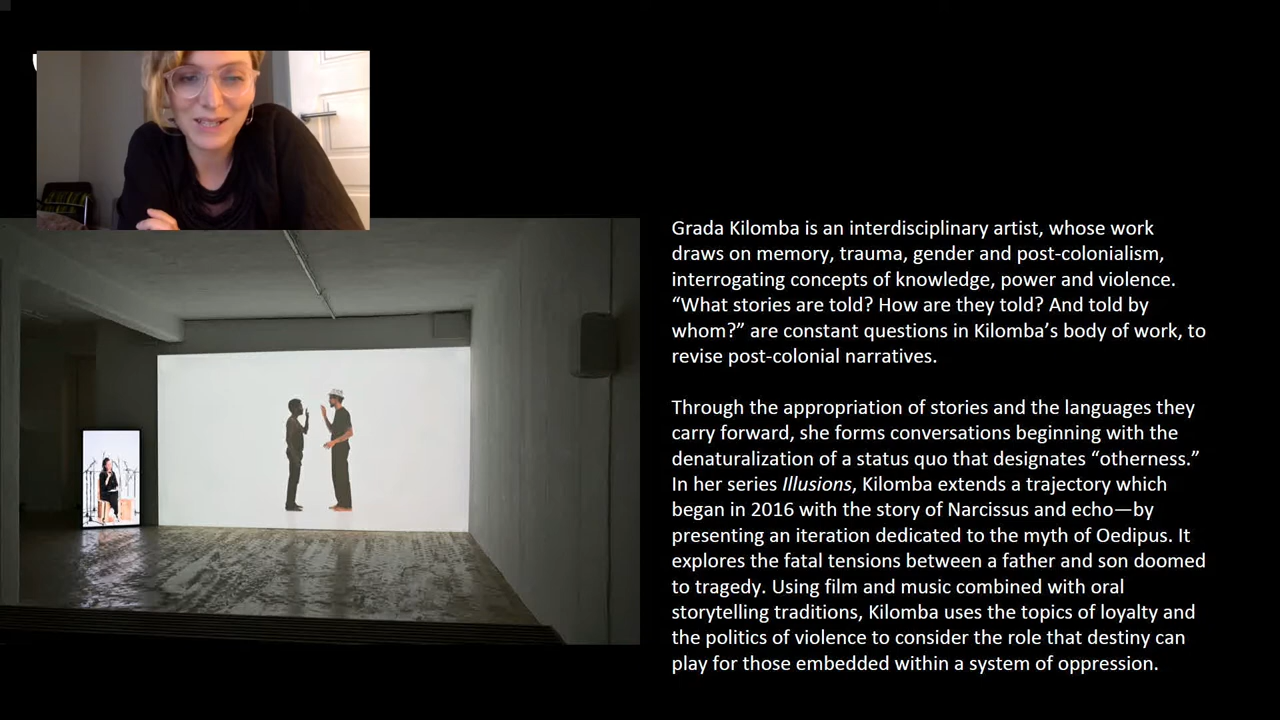 Grada Kilomba is an interdisciplinary artist, whose work
draws on memory, trauma, gender and post-colonialism,
interrogating concepts of knowledge, power and violence.
“What stories are told? How are they told? And told by
whom?” are constant questions in Kilomba’s body of work, to
revise post-colonial narratives.
Through the appropriation of stories and the languages they
carry forward, she forms conversations beginning with the
denaturalization of a status quo that designates “otherness.”
In her series Illusions, Kilomba extends a trajectory which
began in 2016 with the story of Narcissus and echo—by
presenting an iteration dedicated to the myth of Oedipus. It
explores the fatal tensions between a father and son doomed
to tragedy. Using film and music combined with oral
storytelling traditions, Kilomba uses the topics of loyalty and
the politics of violence to consider the role that destiny can
play for those embedded within a system of oppression.